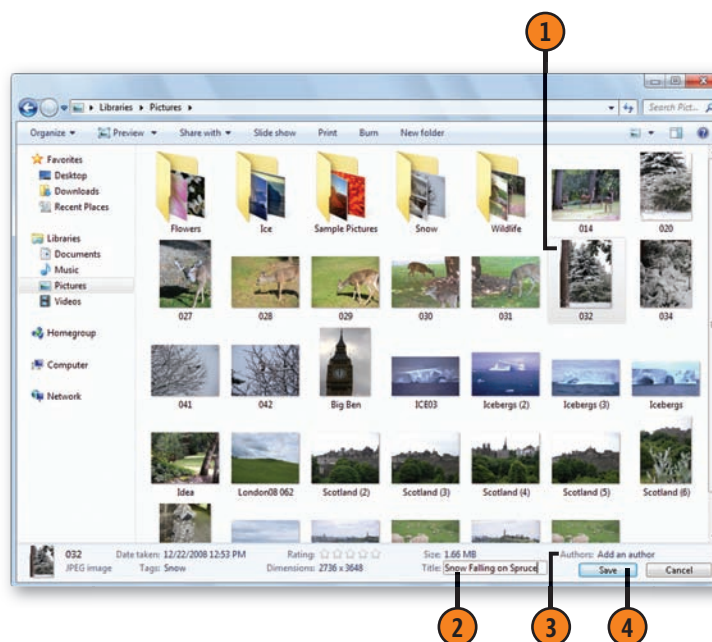 1
Libraries ▸ Pictures ▸
Search Pict...
Organize ▾ Preview ▾ Share with ▾ Slide show Print Burn New folder
Favorites
Desktop
Downloads
Recent Places
Libraries
Documents
Music
Pictures
Videos
Homegroup
Computer
Network
Flowers Ice Sample Pictures Snow Wildlife 014 020
1
027 028 029 030 031 032 034
041 042 Big Ben ICE03 Icebergs (2) Icebergs (3) Icebergs
Idea London08 062 Scotland (2) Scotland (3) Scotland (4) Scotland (5) Scotland (6)
032 Date taken: 12/22/2008 12:53 PM Rating: Size: 1.66 MB Authors: Add an author
JPEG image Tags: Snow Dimensions: 2736 x 3648 Title: Snow Falling on Spruce Save Cancel
2 3 4